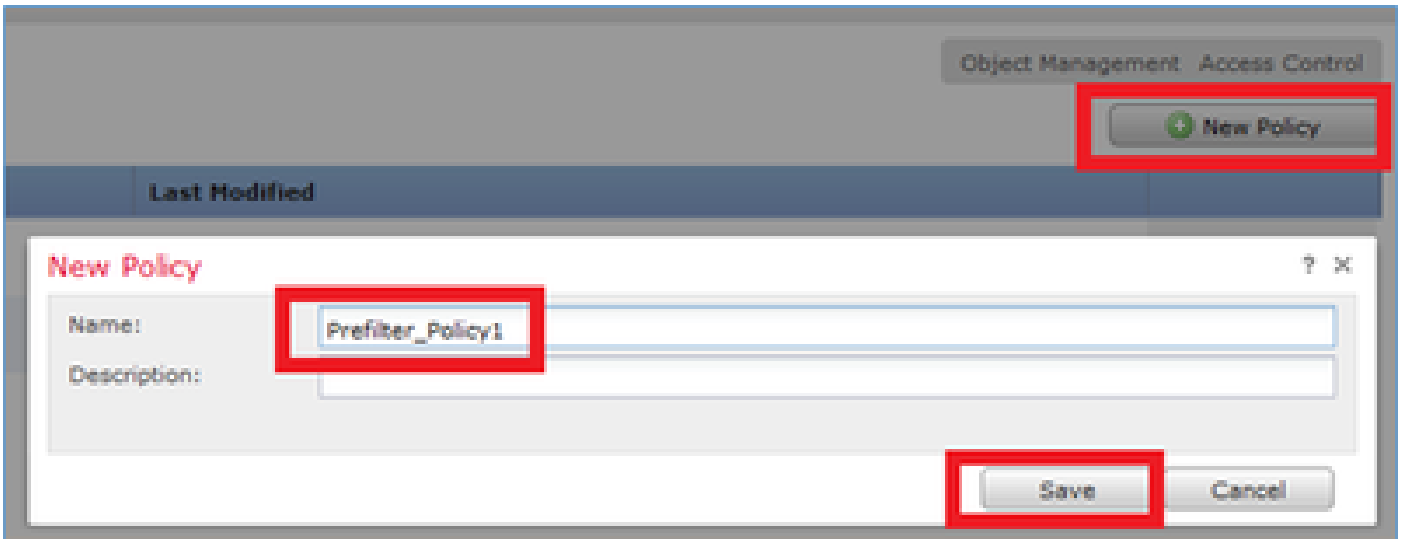 Object Management Access Control
New Policy
Last Modified
New Policy
? X
Name:
Prefilter_Policy1
Description:
Save
Cancel